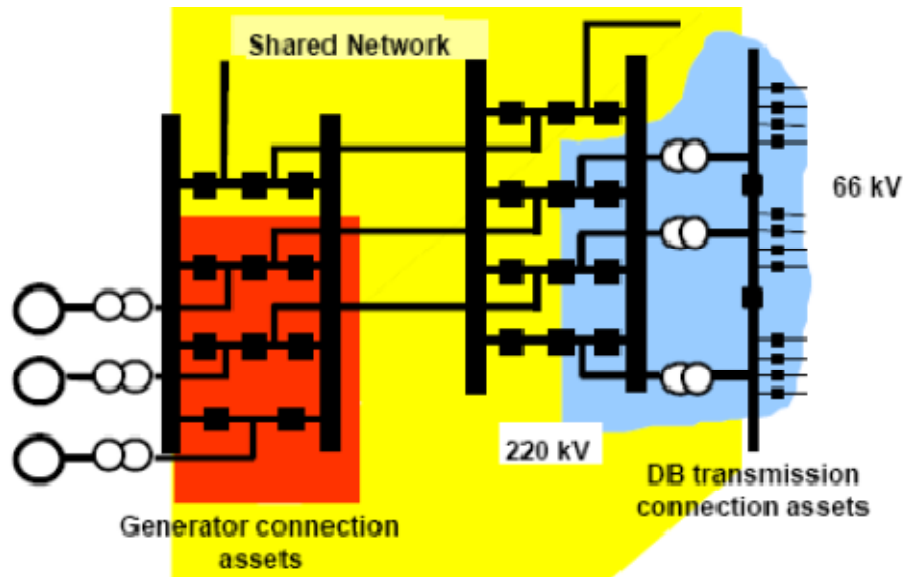 Shared Network
66 kV
220 kV
DB transmission
connection assets
Generator connection
assets